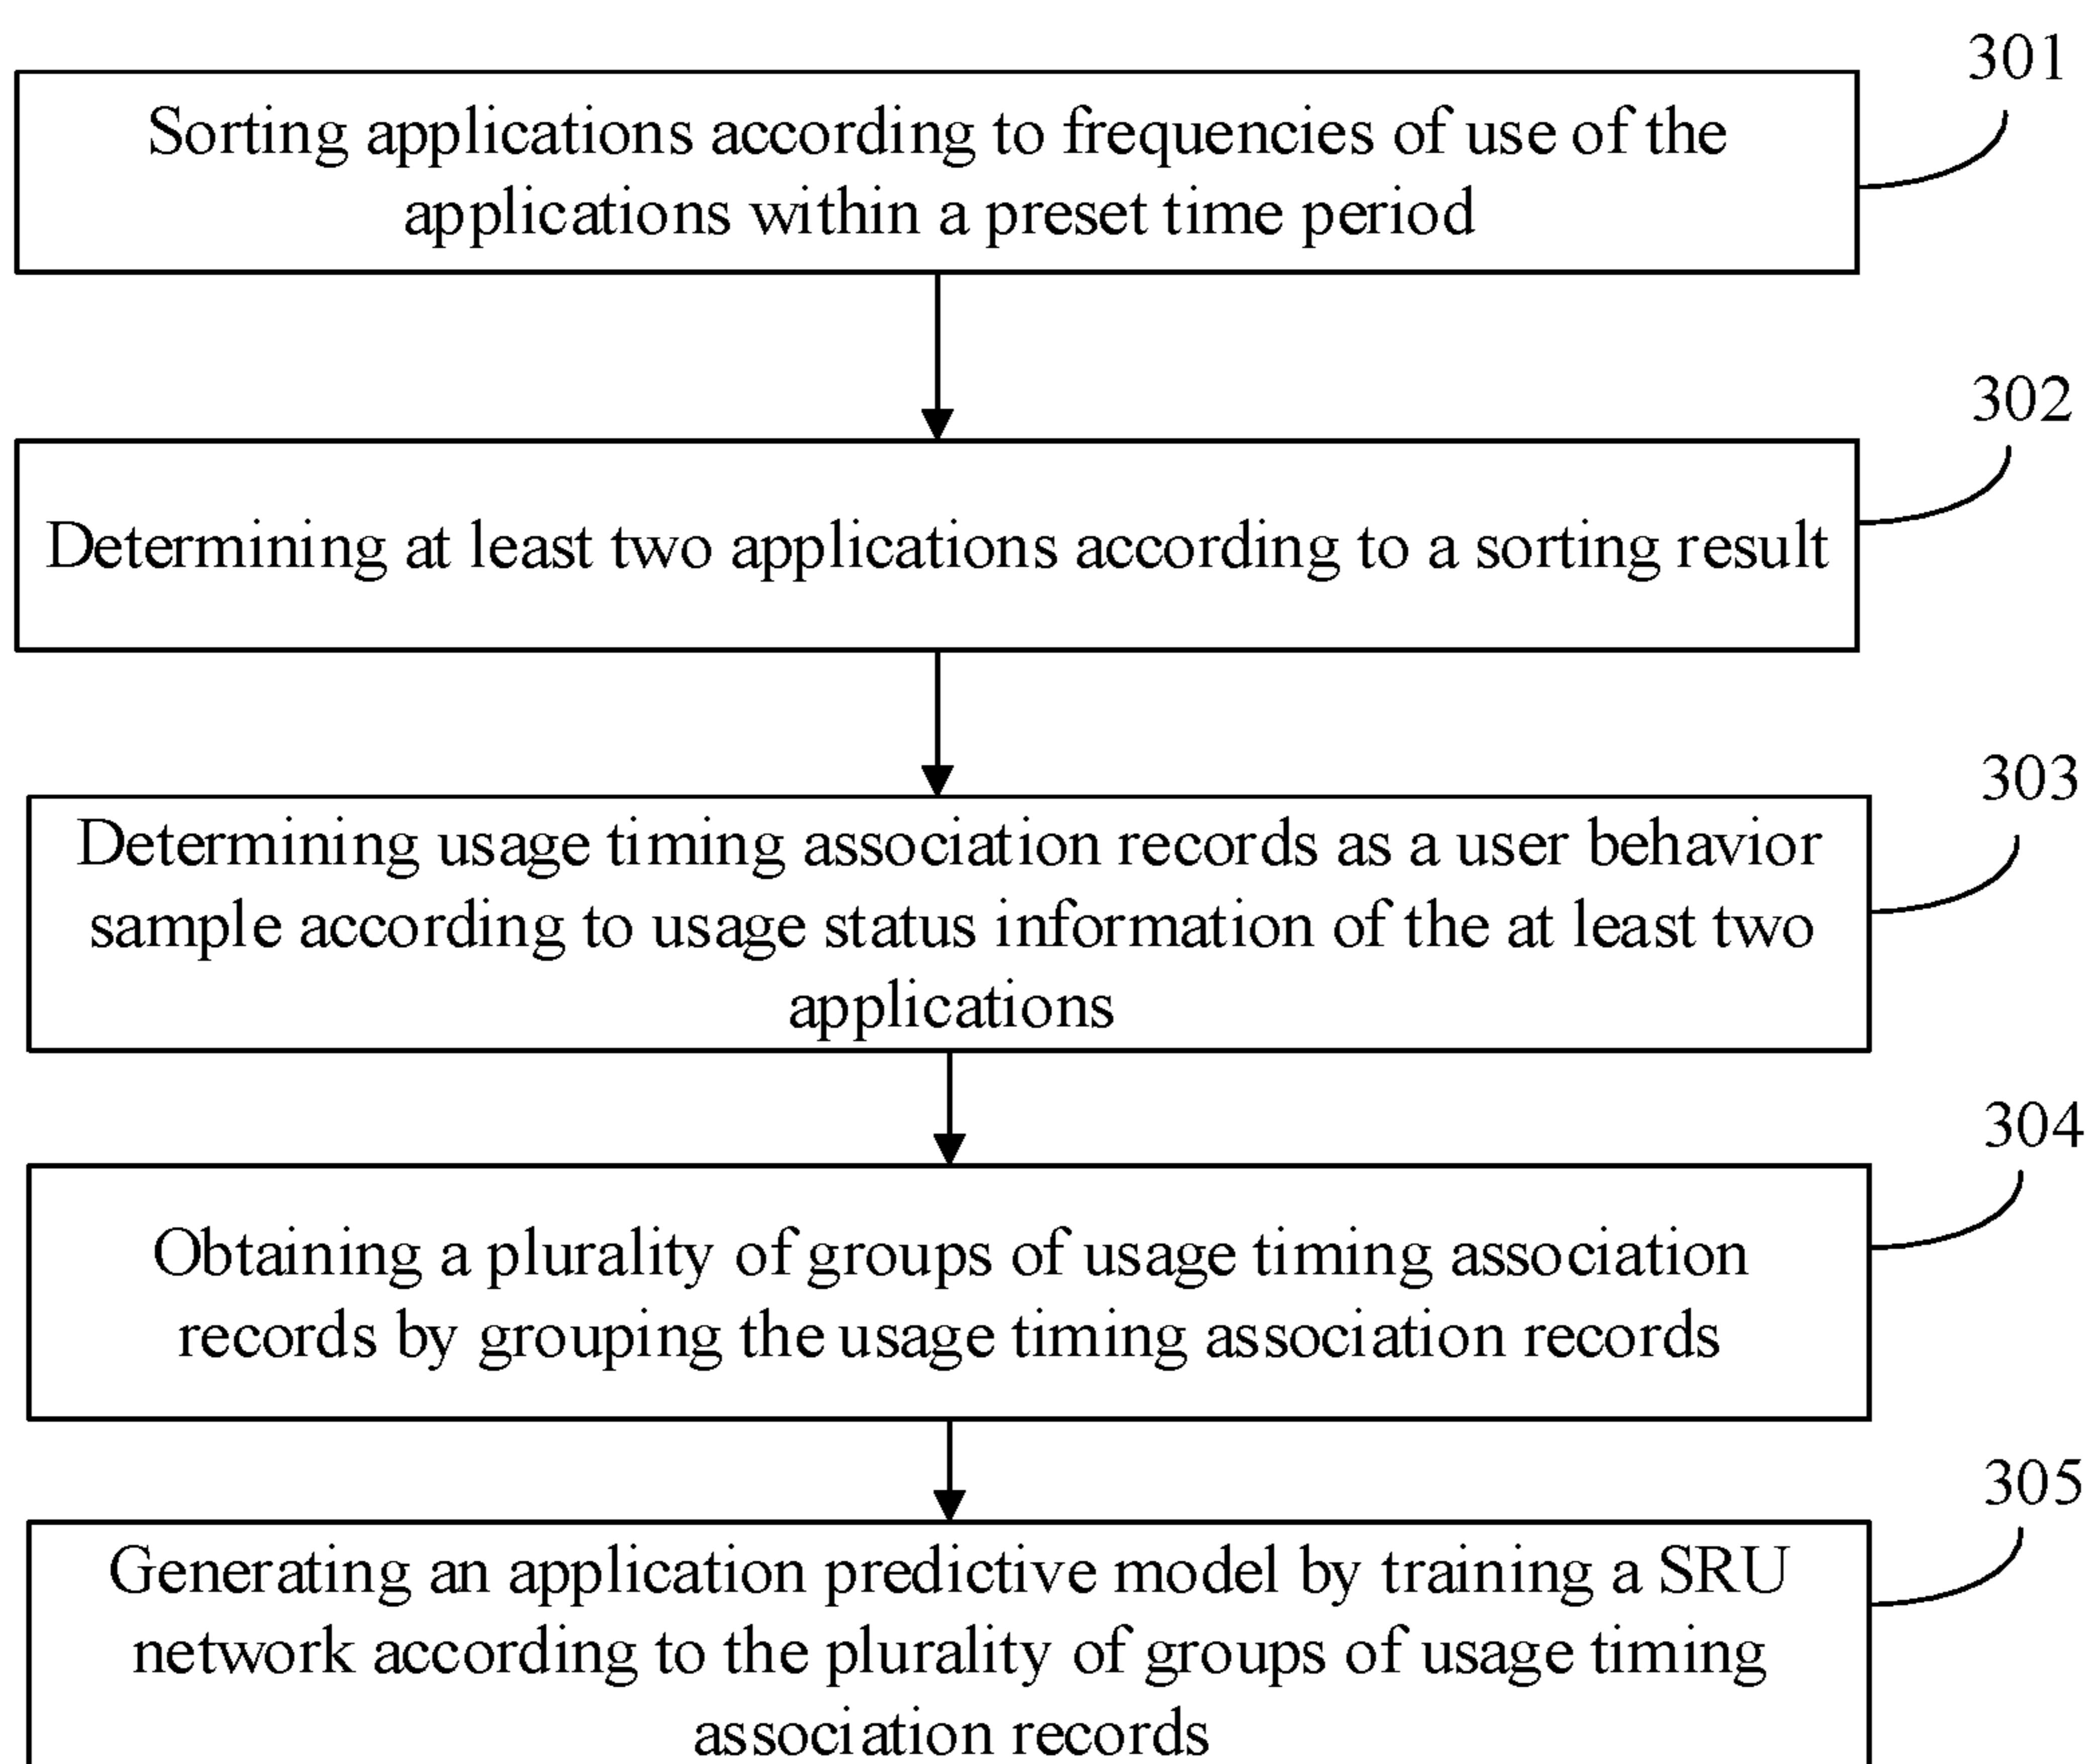 301
Sorting applications according to frequencies of use of the
applications within a preset time period
302
Determining at least two applications according to a sorting result
303
Determining usage timing association records as a user behavior
sample according to usage status information of the at least two
applications
304
Obtaining a plurality of groups of usage timing association
records by grouping the usage timing association records
305
Generating an application predictive model by training a SRU
network according to the plurality of groups of usage timing
association records